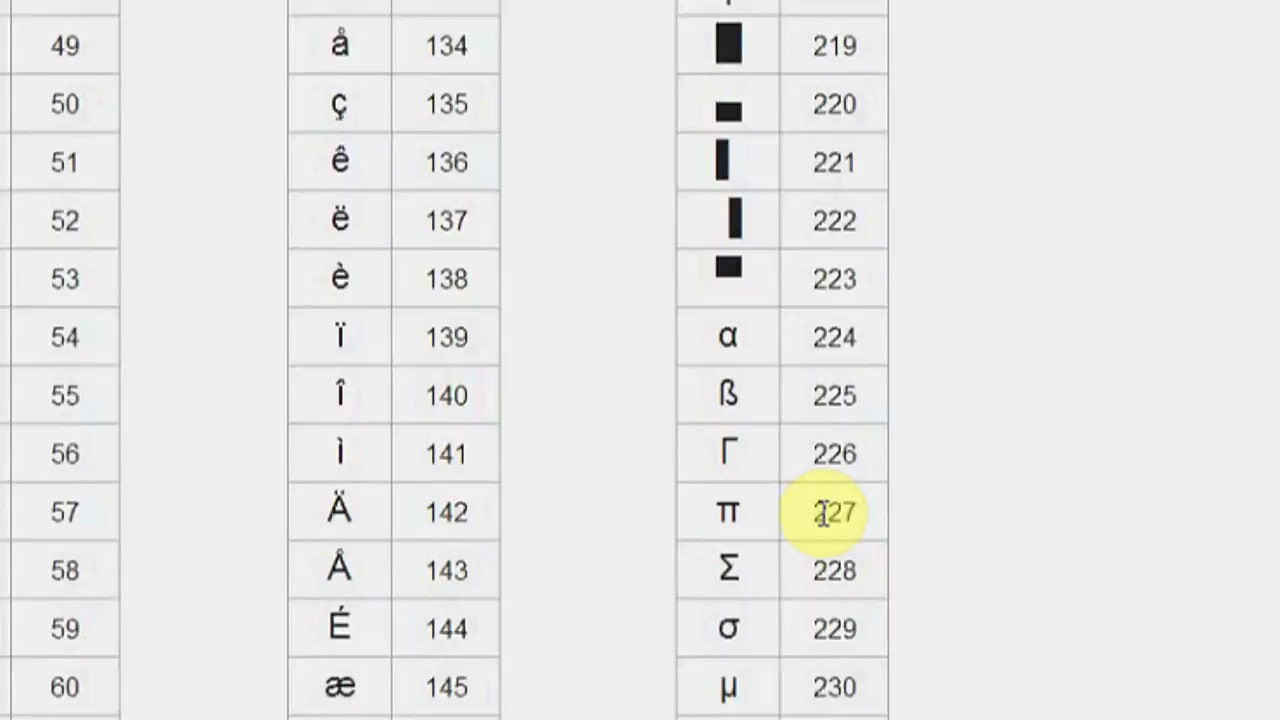 49 å 134 █ 219
50 ç 135 ▄ 220
51 ê 136 ▌ 221
52 ë 137 ▐ 222
53 è 138 ▀ 223
54 ï 139 α 224
55 î 140 ß 225
56 ì 141 Γ 226
57 Ä 142 π 227
58 Å 143 Σ 228
59 É 144 σ 229
60 æ 145 µ 230